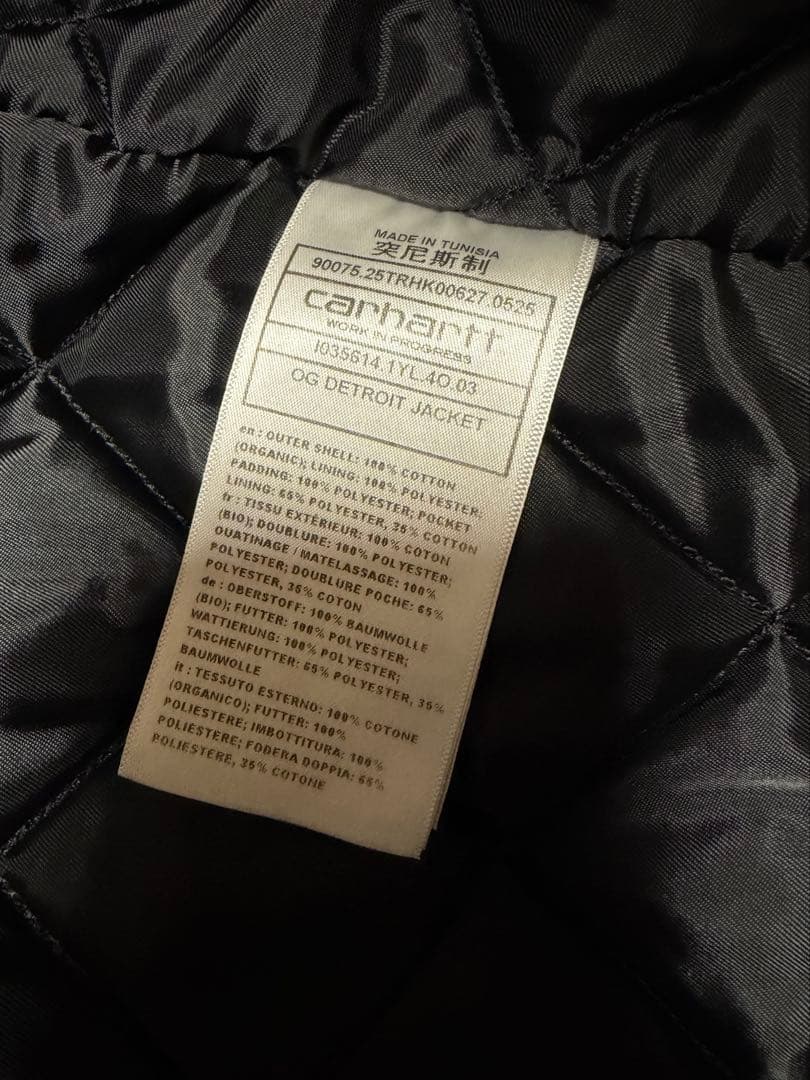 MADE IN TUNISIA
突尼斯制
90075.25TRHK00627.0525
carhartt
WORK IN PROGRESS
I035614.1YL.4O.03
OG DETROIT JACKET
en : OUTER SHELL: 100% COTTON
(ORGANIC); LINING: 100% POLYESTER;
PADDING: 100% POLYESTER; POCKET
LINING: 65% POLYESTER, 35% COTTON
fr : TISSU EXTÉRIEUR: 100% COTON
(BIO); DOUBLURE: 100% POLYESTER;
OUATINAGE / MATELASSAGE: 100%
POLYESTER; DOUBLURE POCHE: 65%
POLYESTER, 35% COTON
de : OBERSTOFF: 100% BAUMWOLLE
(BIO); FUTTER: 100% POLYESTER;
WATTIERUNG: 100% POLYESTER;
TASCHENFUTTER: 65% POLYESTER, 35%
BAUMWOLLE
it : TESSUTO ESTERNO: 100% COTONE
(ORGANICO); FUTTER: 100%
POLIESTERE; IMBOTTITURA: 100%
POLIESTERE; FODERA DOPPIA: 65%
POLIESTERE, 35% COTONE